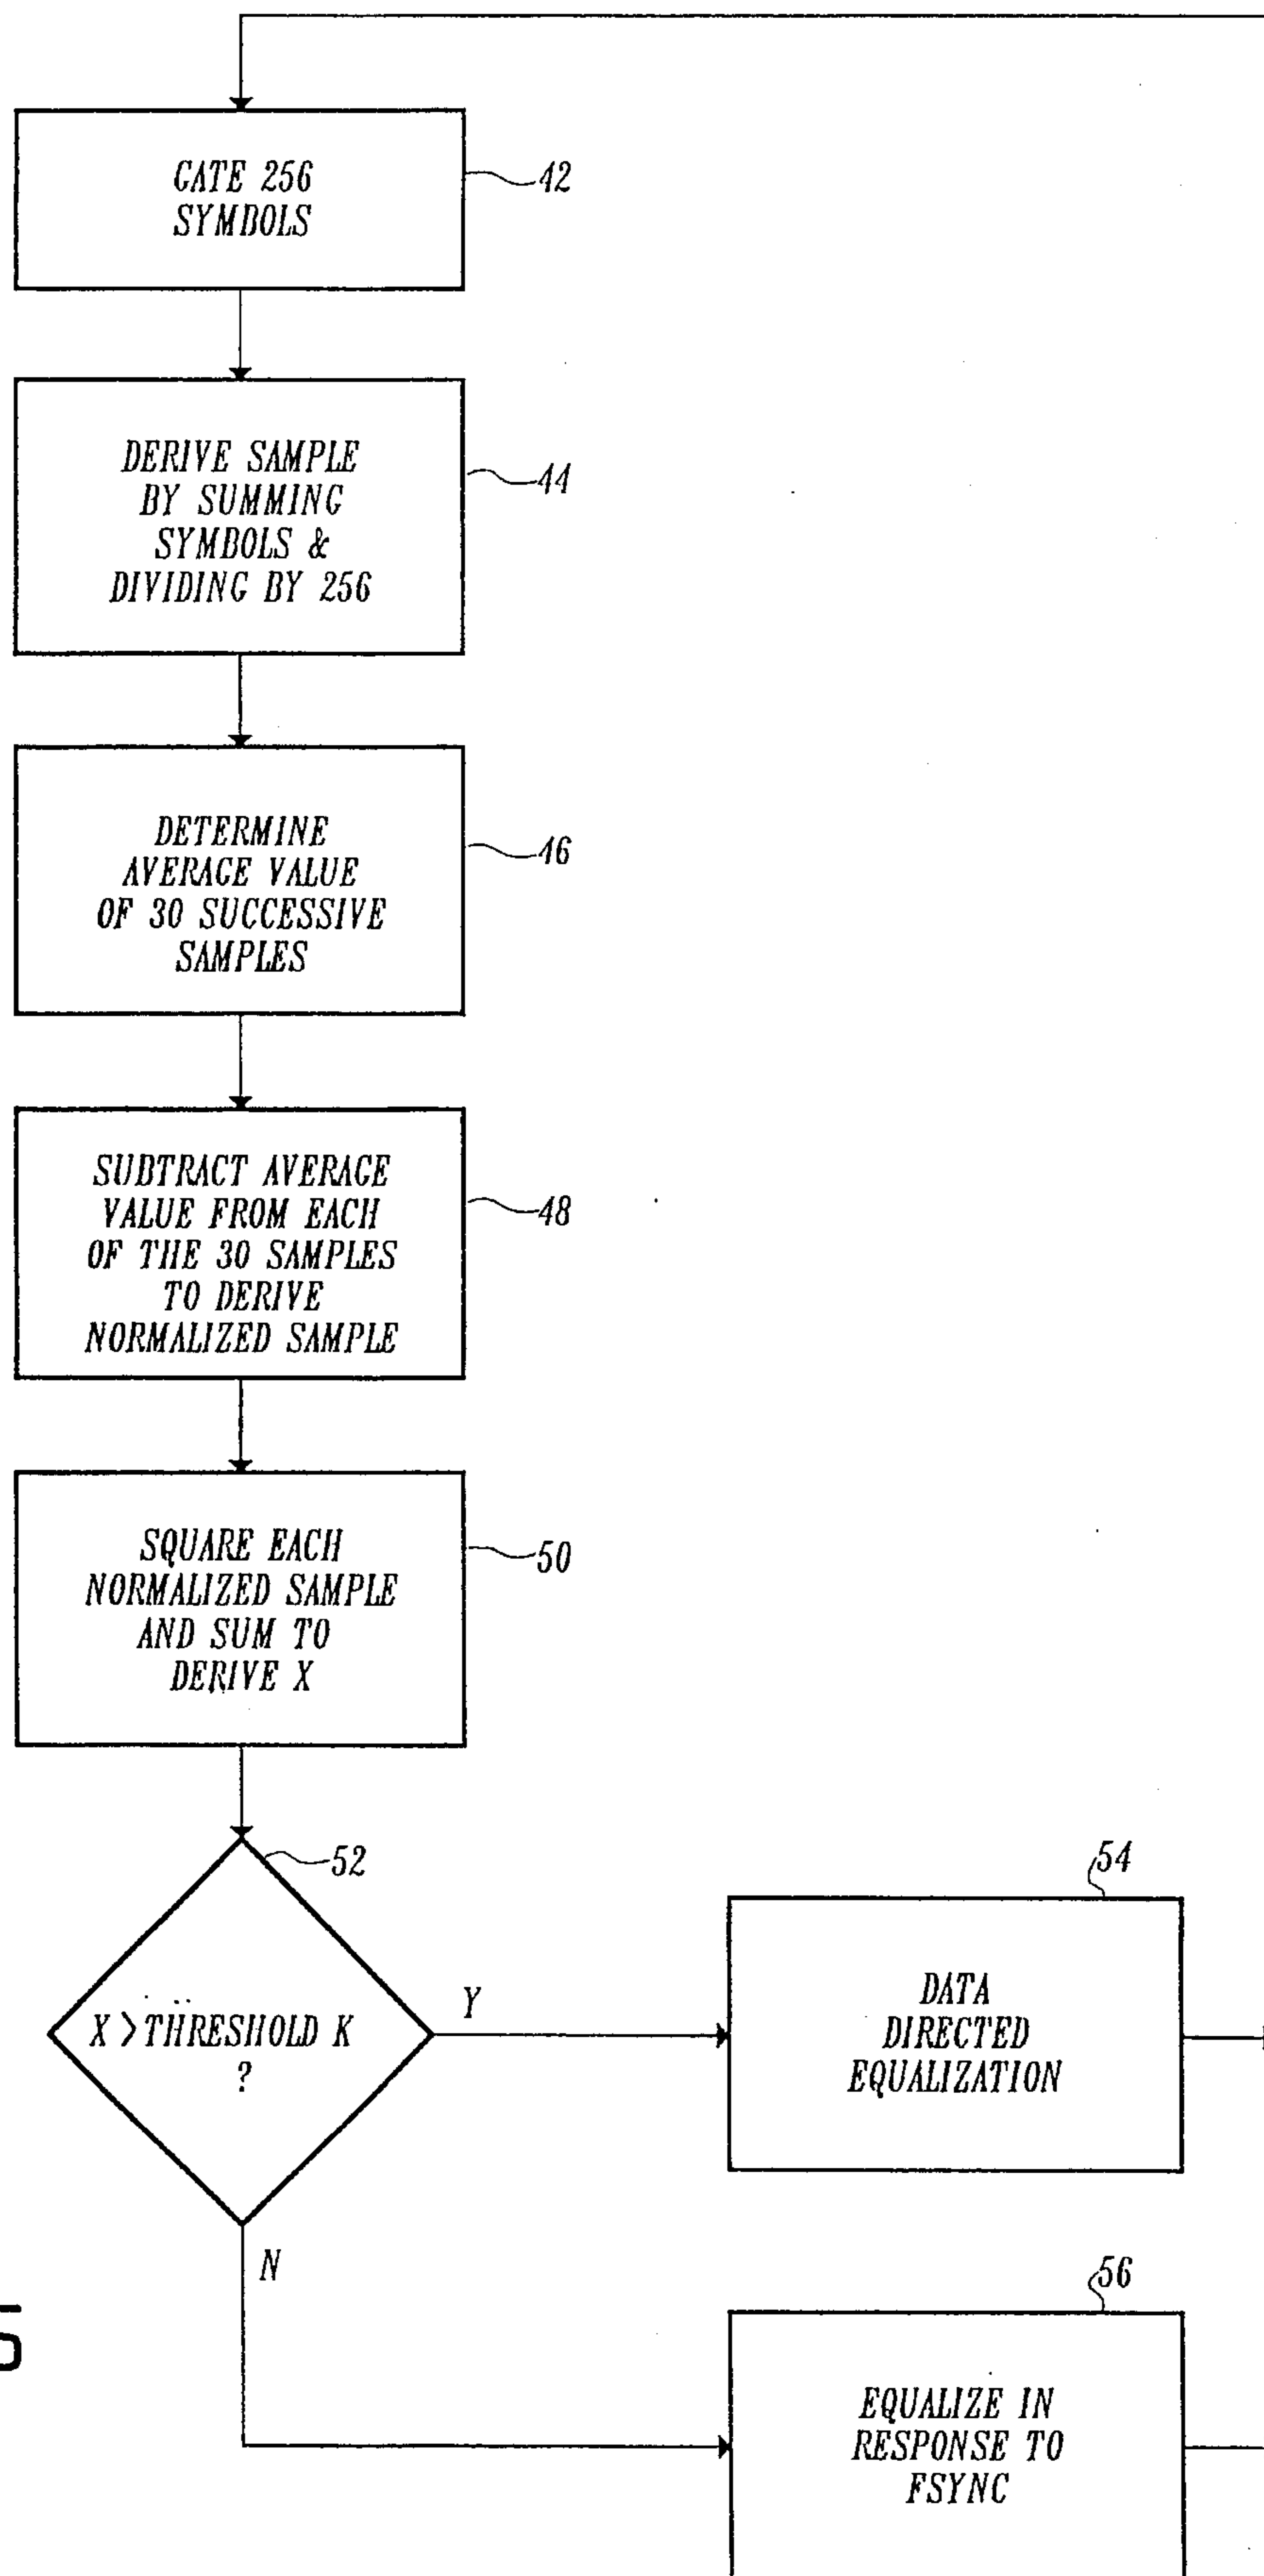 GATE 256
SYMBOLS
42
DERIVE SAMPLE
BY SUMMING
SYMBOLS &
DIVIDING BY 256
44
DETERMINE
AVERAGE VALUE
OF 30 SUCCESSIVE
SAMPLES
46
SUBTRACT AVERAGE
VALUE FROM EACH
OF THE 30 SAMPLES
TO DERIVE
NORMALIZED SAMPLE
48
SQUARE EACH
NORMALIZED SAMPLE
AND SUM TO
DERIVE X
50
52
X > THRESHOLD K
?
Y
N
54
DATA
DIRECTED
EQUALIZATION
56
EQUALIZE IN
RESPONSE TO
FSYNC